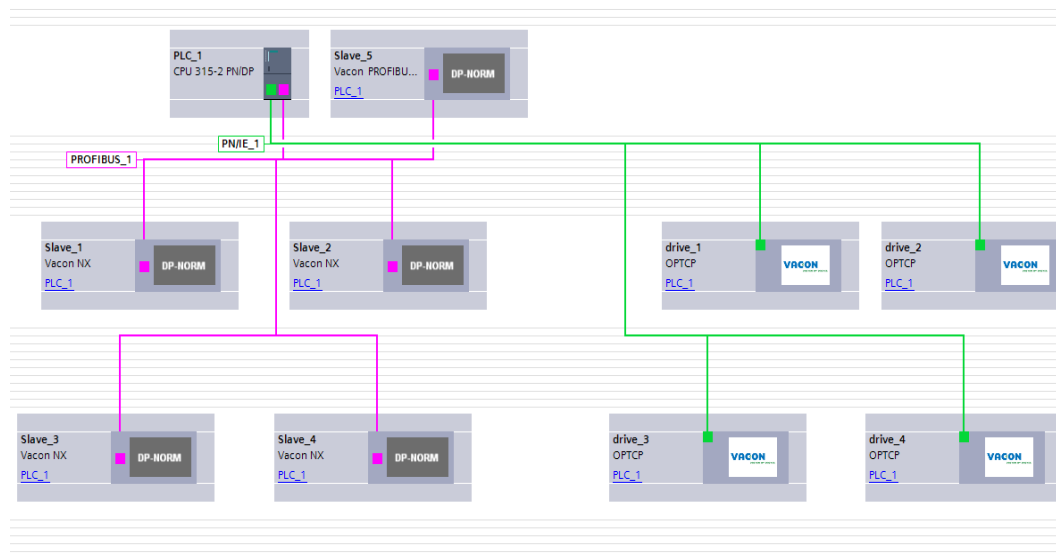 PLC_1
CPU 315-2 PN/DP
Slave_5
Vacon PROFIBU...
PLC_1
DP-NORM
PN/IE_1
PROFIBUS_1
Slave_1
Vacon NX
PLC_1
DP-NORM
Slave_2
Vacon NX
PLC_1
DP-NORM
drive_1
OPTCP
PLC_1
VACON
drive_2
OPTCP
PLC_1
VACON
Slave_3
Vacon NX
PLC_1
DP-NORM
Slave_4
Vacon NX
PLC_1
DP-NORM
drive_3
OPTCP
PLC_1
VACON
drive_4
OPTCP
PLC_1
VACON